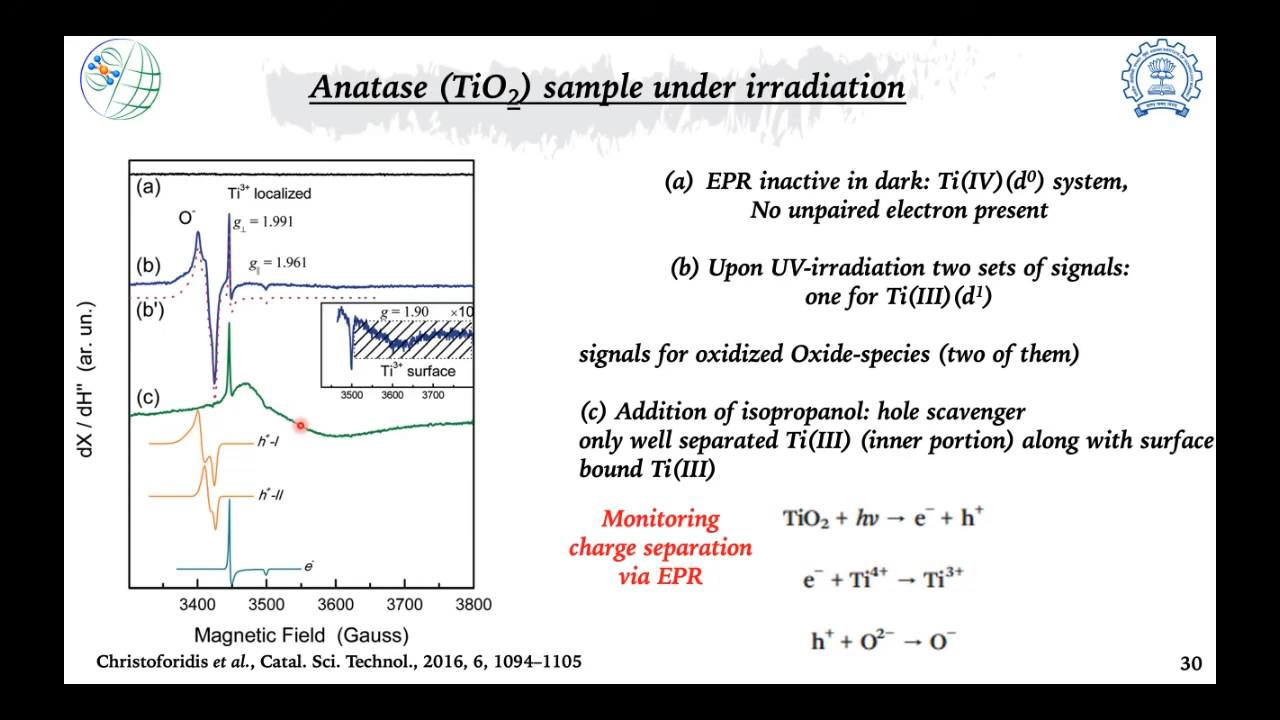 Anatase (TiO₂) sample under irradiation
(a)
Ti³⁺ localized
O⁻
g⊥ = 1.991
(b)
g∥ = 1.961
(b')
g = 1.90 ×10
Ti³⁺ surface
3500 3600 3700
(c)
h⁺-I
h⁺-II
e⁻
dX / dH" (ar. un.)
3400 3500 3600 3700 3800
Magnetic Field (Gauss)
Christoforidis et al., Catal. Sci. Technol., 2016, 6, 1094–1105
(a) EPR inactive in dark: Ti(IV)(d⁰) system,
No unpaired electron present
(b) Upon UV-irradiation two sets of signals:
one for Ti(III)(d¹)
signals for oxidized Oxide-species (two of them)
(c) Addition of isopropanol: hole scavenger
only well separated Ti(III) (inner portion) along with surface
bound Ti(III)
Monitoring
charge separation
via EPR
TiO₂ + hν → e⁻ + h⁺
e⁻ + Ti⁴⁺ → Ti³⁺
h⁺ + O²⁻ → O⁻
30